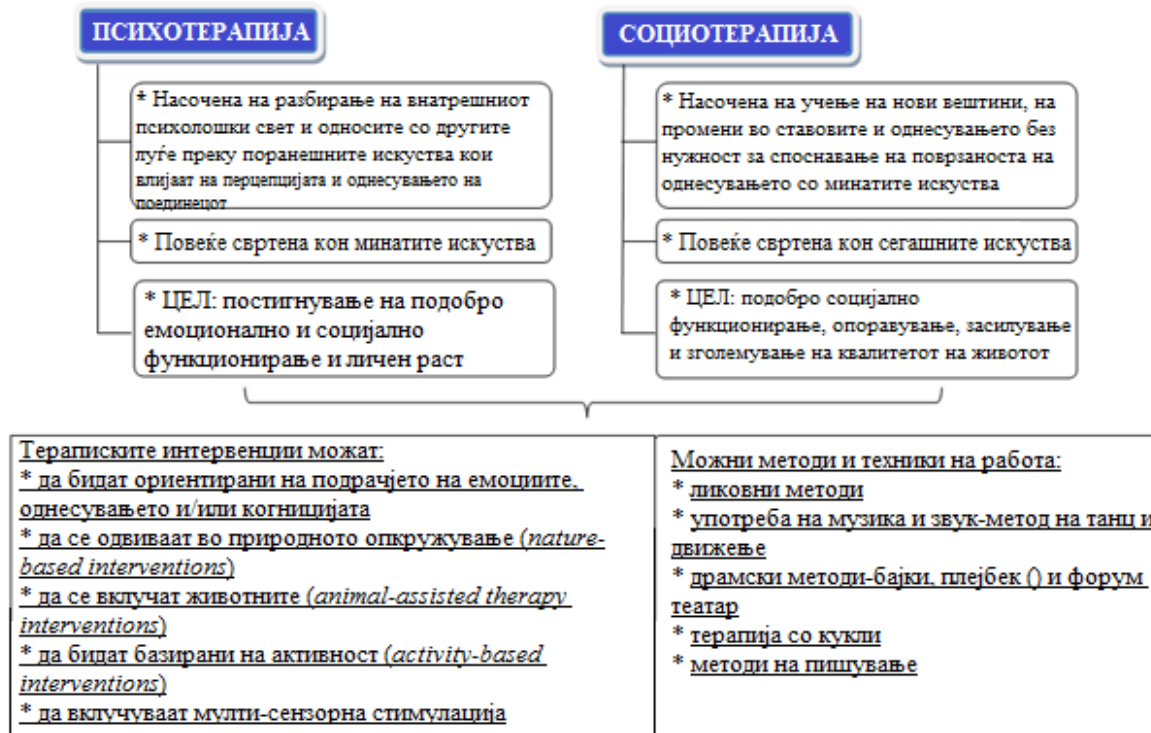 ПСИХОТЕРАПИЈА
* Насочена на разбирање на внатрешниот
психолошки свет и односите со другите
луѓе преку поранешните искуства кои
влијаат на перцепцијата и однесувањето на
поединецот
* Повеќе свртена кон минатите искуства
* ЦЕЛ: постигнување на подобро
емоционално и социјално
функционирање и личен раст
СОЦИОТЕРАПИЈА
* Насочена на учење на нови вештини, на
промени во ставовите и однесувањето без
нужност за споснавање на поврзаноста на
однесувањето со минатите искуства
* Повеќе свртена кон сегашните искуства
* ЦЕЛ: подобро социјално
функционирање, опоравување, засилување
и зголемување на квалитетот на животот
Тераписките интервенции можат:
* да бидат ориентирани на подрачјето на емоциите,
однесувањето и/или когницијата
* да се одвиваат во природното опкружување (nature-
based interventions)
* да се вклучат животните (animal-assisted therapy
interventions)
* да бидат базирани на активност (activity-based
interventions)
* да вклучуваат мулти-сензорна стимулација
Можни методи и техники на работа:
* ликовни методи
* употреба на музика и звук-метод на танц и
движење
* драмски методи-бајки, плејбек () и форум
театар
* терапија со кукли
* методи на пишување